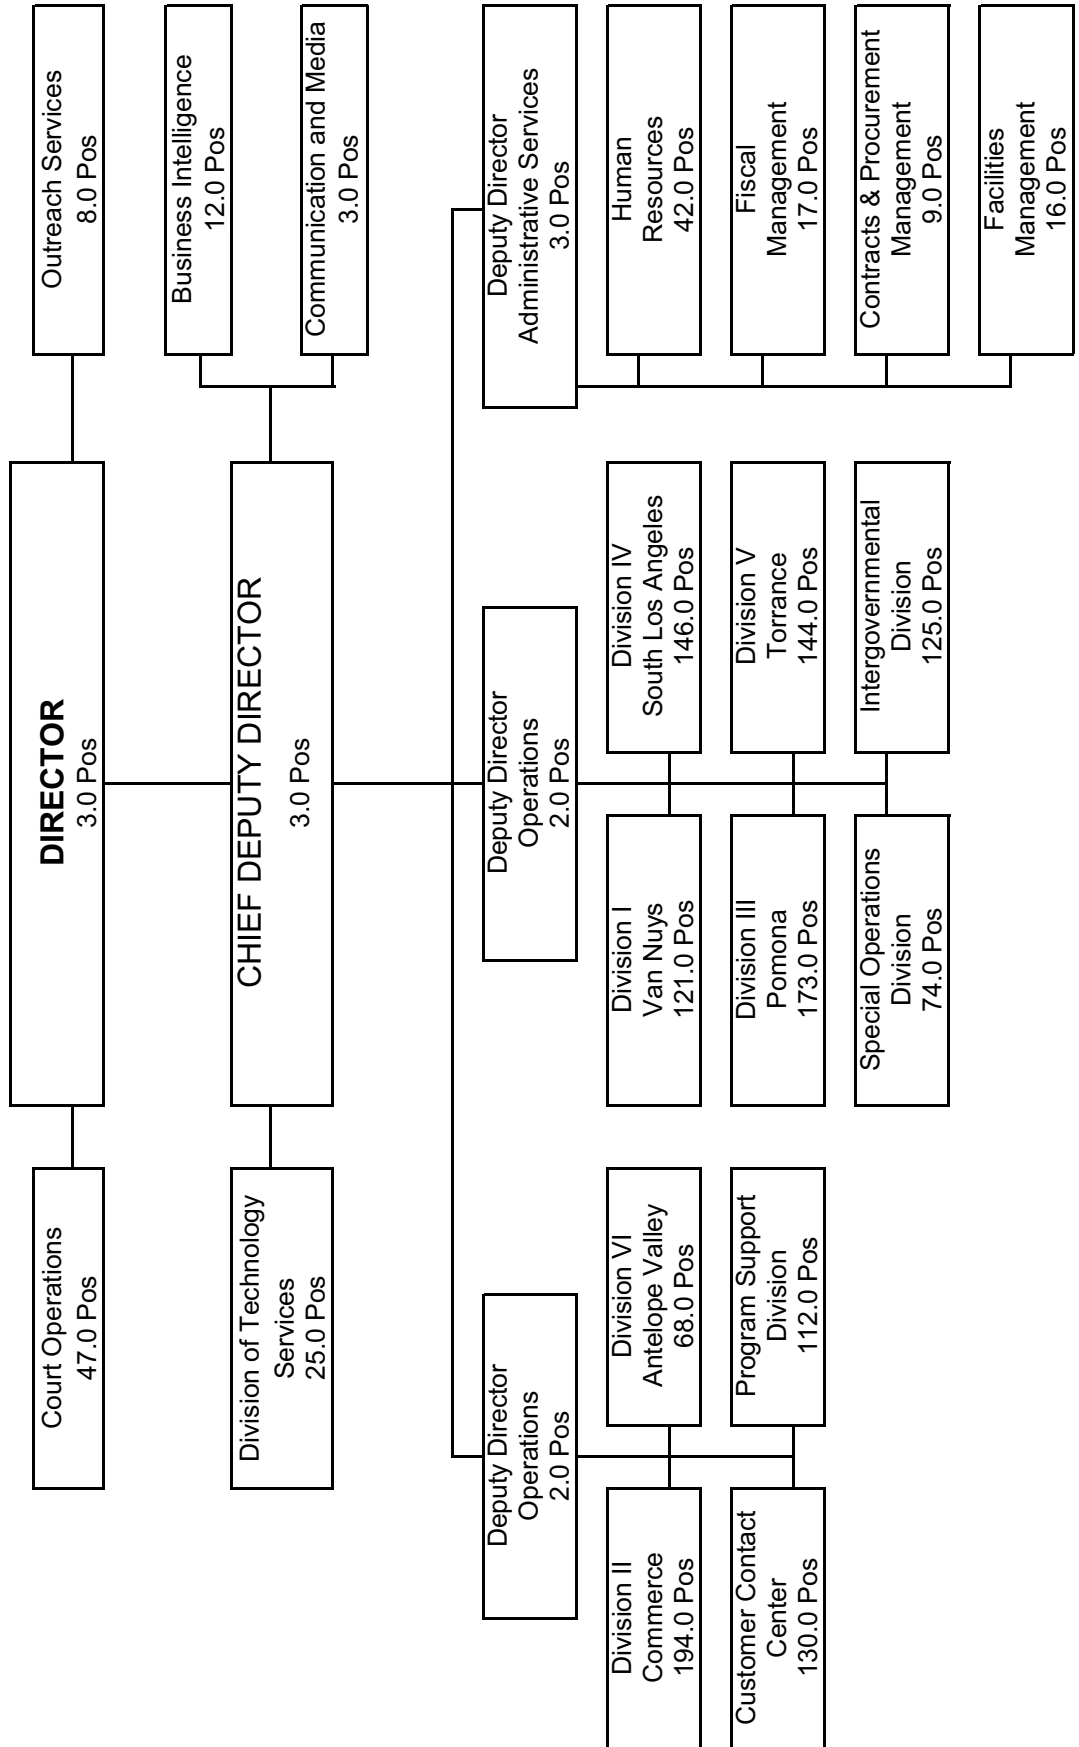 Court Operations
47.0 Pos
DIRECTOR
3.0 Pos
Outreach Services
8.0 Pos
Division of Technology
Services
25.0 Pos
CHIEF DEPUTY DIRECTOR
3.0 Pos
Business Intelligence
12.0 Pos
Communication and Media
3.0 Pos
Deputy Director
Operations
2.0 Pos
Deputy Director
Operations
2.0 Pos
Deputy Director
Administrative Services
3.0 Pos
Division II
Commerce
194.0 Pos
Division VI
Antelope Valley
68.0 Pos
Customer Contact
Center
130.0 Pos
Program Support
Division
112.0 Pos
Division I
Van Nuys
121.0 Pos
Division IV
South Los Angeles
146.0 Pos
Division III
Pomona
173.0 Pos
Division V
Torrance
144.0 Pos
Special Operations
Division
74.0 Pos
Intergovernmental
Division
125.0 Pos
Human
Resources
42.0 Pos
Fiscal
Management
17.0 Pos
Contracts & Procurement
Management
9.0 Pos
Facilities
Management
16.0 Pos